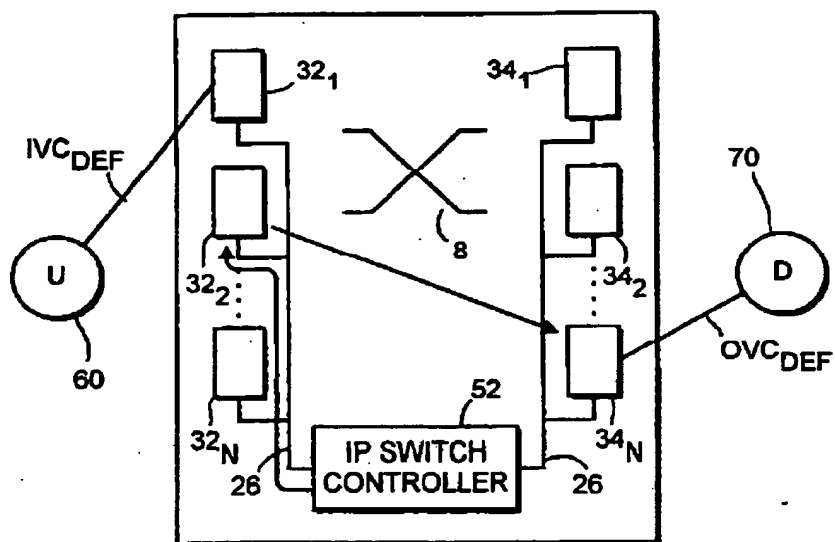 32₁
34₁
IVC_DEF
70
U
8
D
32₂
34₂
60
OVC_DEF
52
32_N
34_N
IP SWITCH
CONTROLLER
26
26